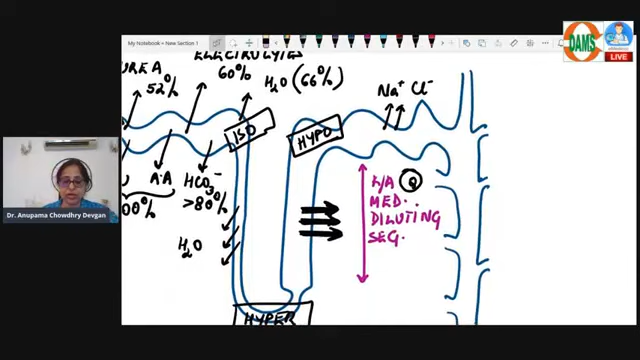 My Notebook » New Section 1
DAMS
LIVE
UREA
52%
ELECTROLYTES
60%
H₂O (66%)
Na⁺ Cl⁻
ISO
HYPO
A·A
HCO₃⁻
>80%
00%
H₂O
L/A
Q
MED..
DILUTING
SEG.
HYPER
Dr. Anupama Chowdhry Devgan